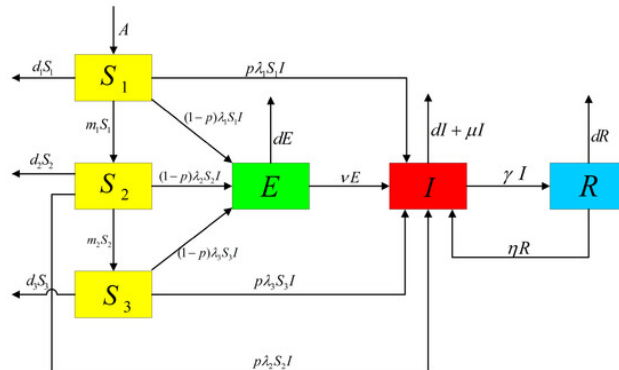 A
d₁S₁
S₁
pλ₁S₁I
m₁S₁
(1−p)λ₁S₁I
dE
dI + μI
dR
d₂S₂
S₂
(1−p)λ₂S₂I
E
νE
I
γ I
R
m₂S₂
(1−p)λ₃S₃I
ηR
d₃S₃
S₃
pλ₃S₃I
pλ₂S₂I